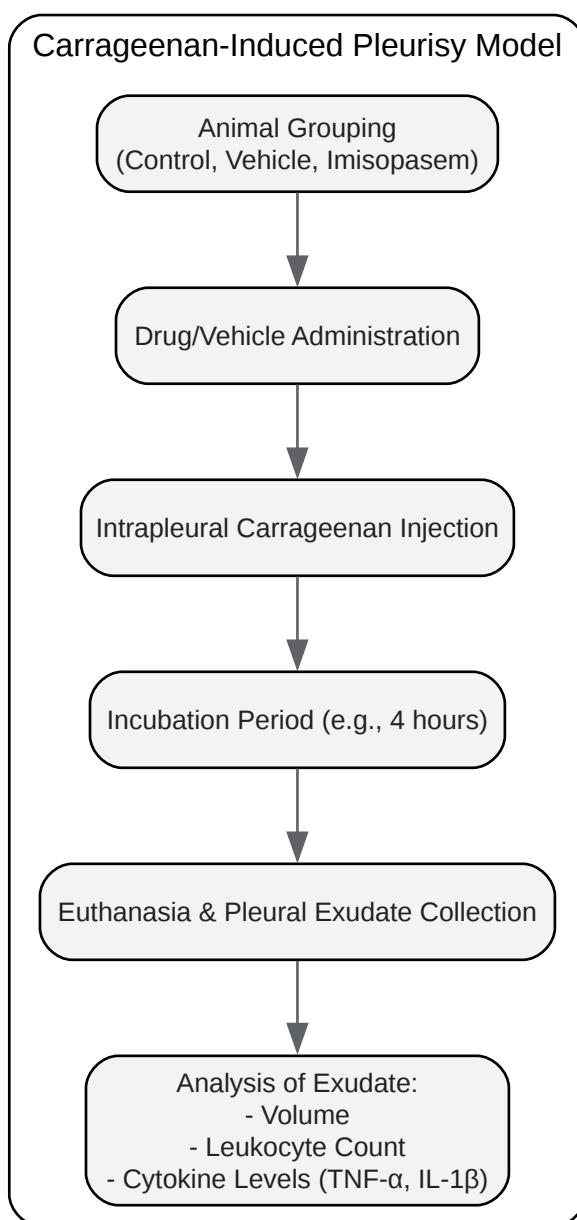 Carrageenan-Induced Pleurisy Model
Animal Grouping
(Control, Vehicle, Imisopasem)
Drug/Vehicle Administration
Intrapleural Carrageenan Injection
Incubation Period (e.g., 4 hours)
Euthanasia & Pleural Exudate Collection
Analysis of Exudate:
- Volume
- Leukocyte Count
- Cytokine Levels (TNF-α, IL-1β)